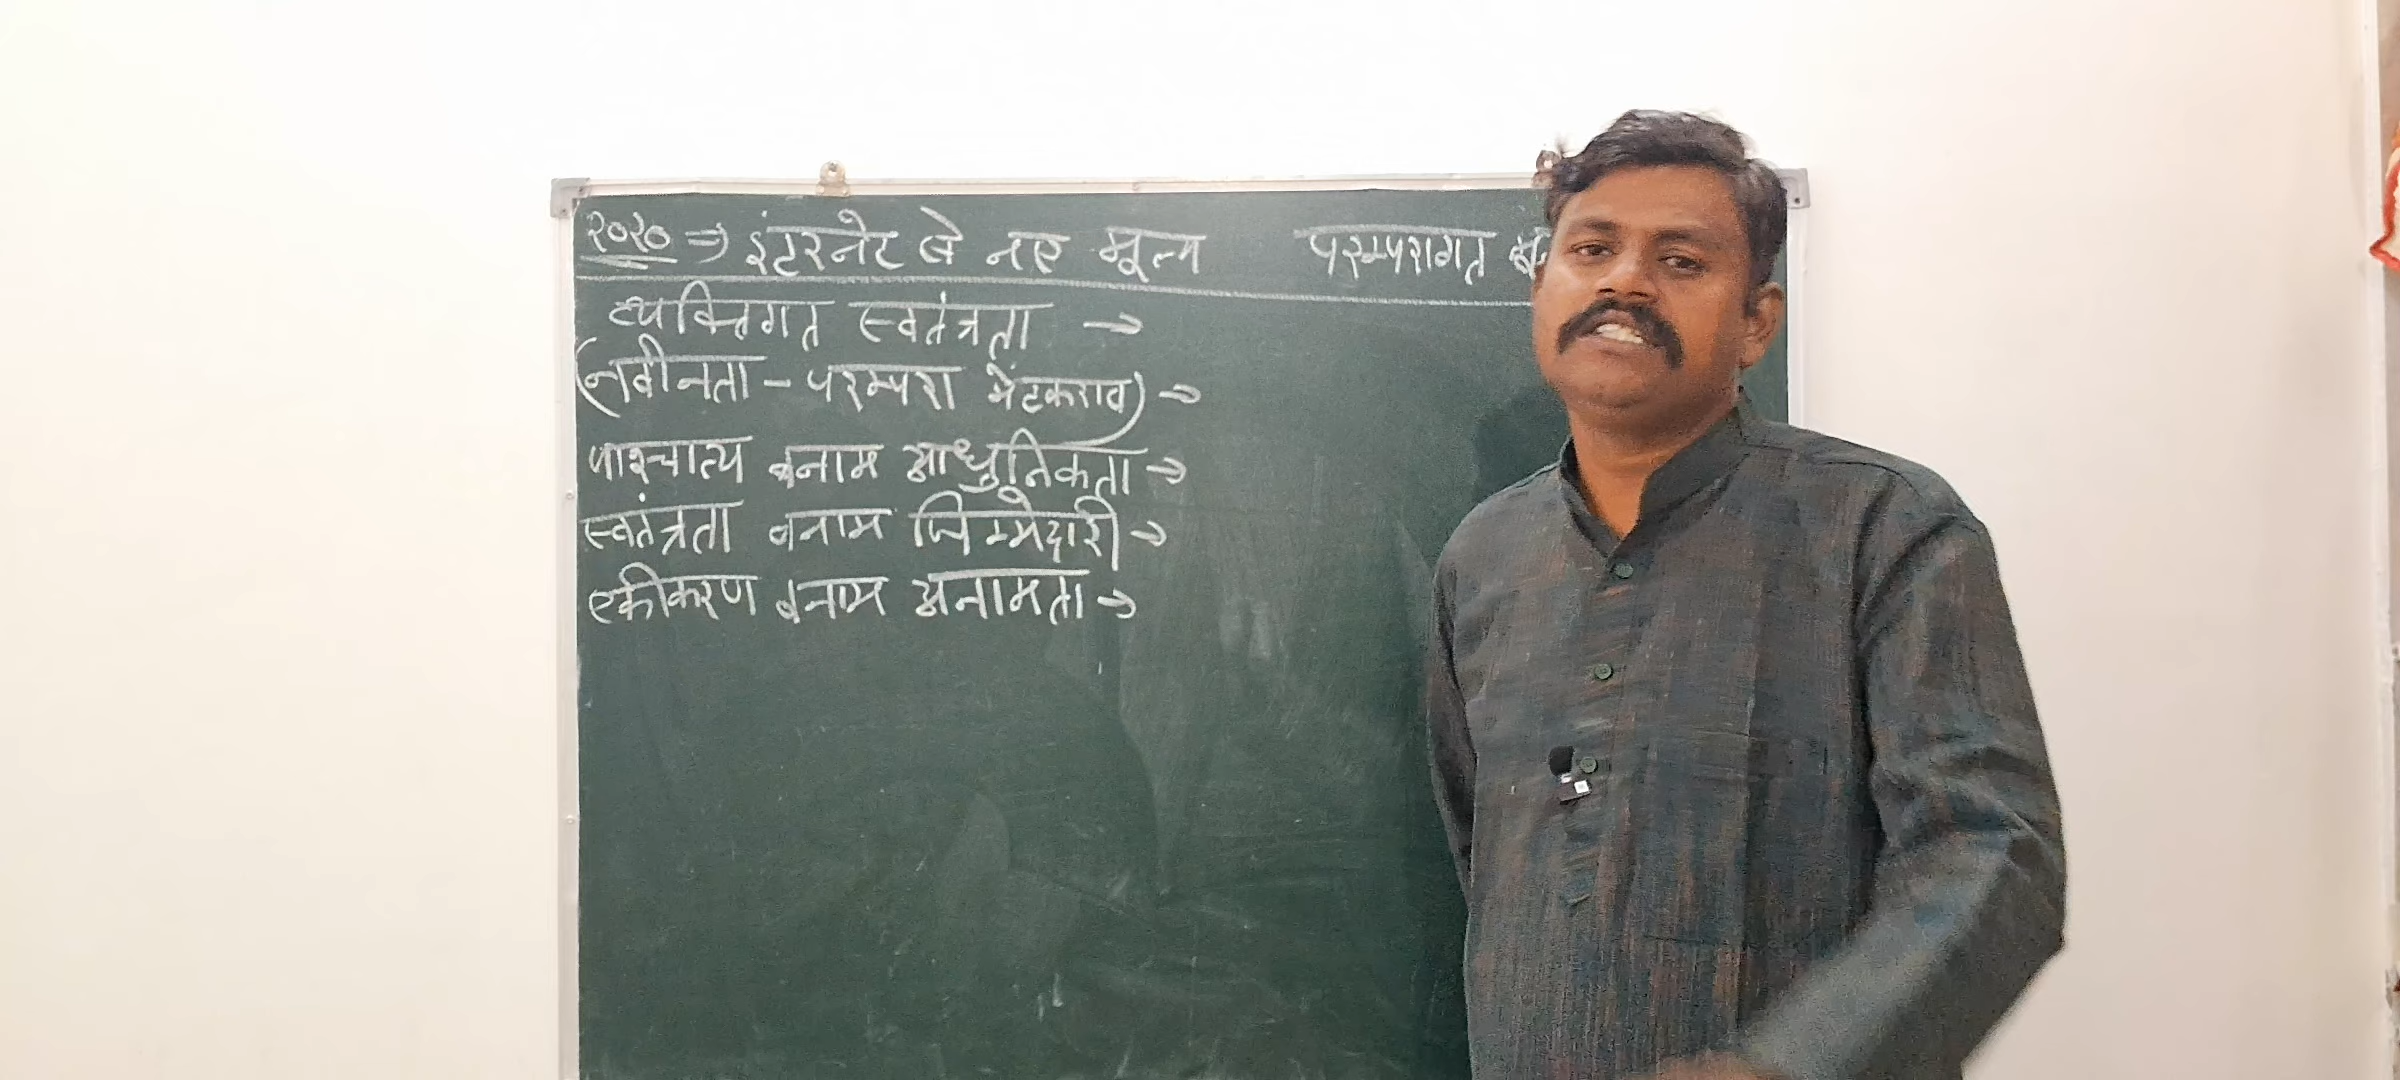 २०२० ⇒ इंटरनेट ने नए मूल्य परम्परागत
व्यक्तिगत स्वतंत्रता →
(नवीनता - परम्परा में टकराव) →
पाश्चात्य बनाम आधुनिकता →
स्वतंत्रता बनाम जिम्मेदारी →
एकीकरण बनाम अनामता →